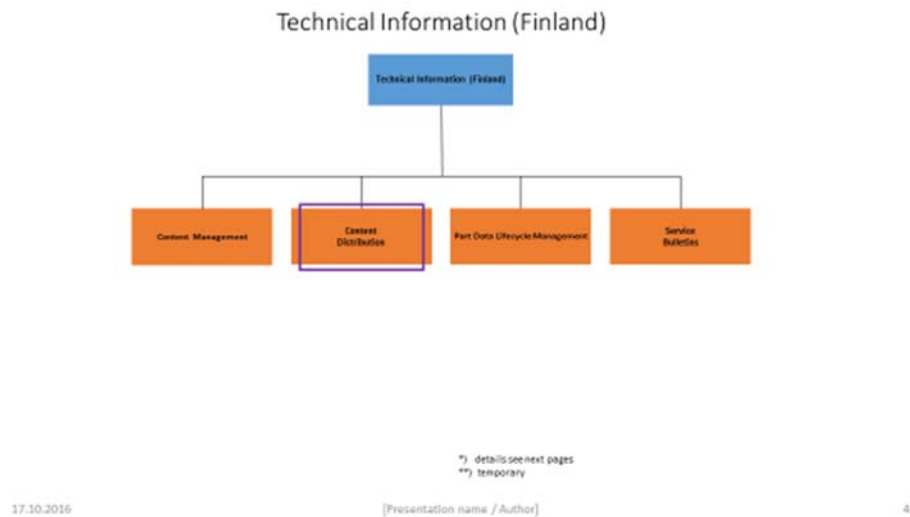 Technical Information (Finland)
Technical Information (Finland)
Content Management
Content
Distribution
Part Data Lifecycle Management
Service
Bulletins
*) details see next pages
**) temporary
17.10.2016
[Presentation name / Author]
4